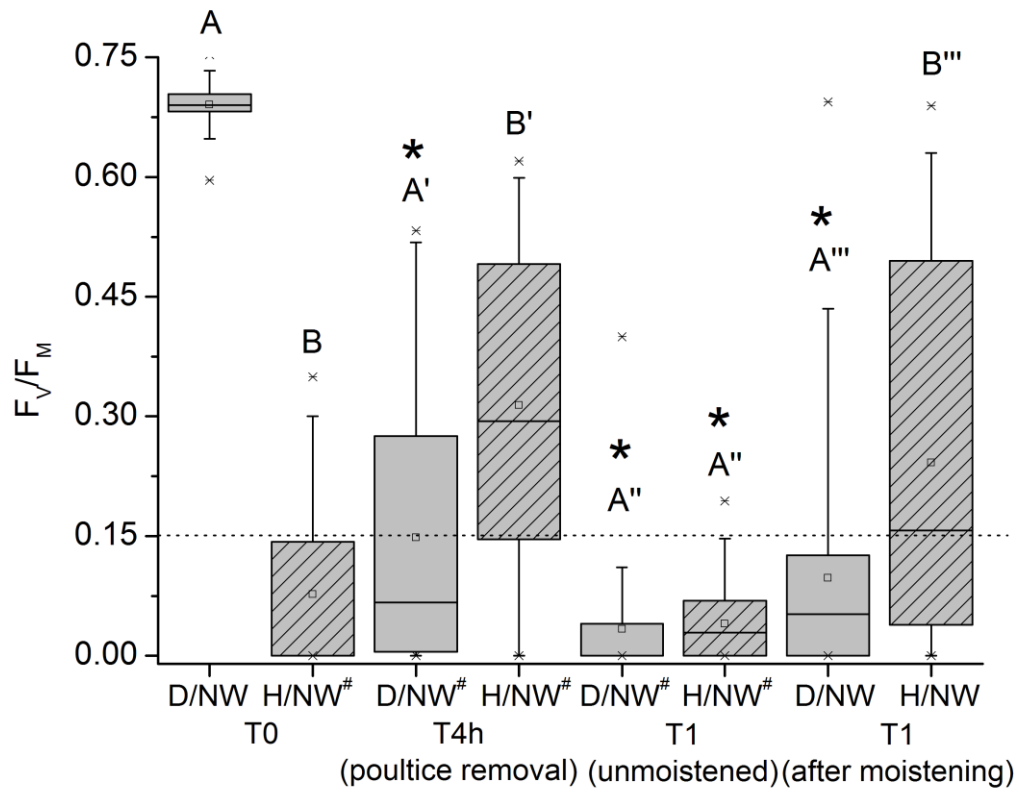 A
0.75
B'''
B'
*
A'
0.60
*
A'''
0.45
B
*
A''
*
A''
0.30
0.15
0.00
F_V/F_M
D/NW H/NW# D/NW# H/NW# D/NW# H/NW# D/NW H/NW
T0 T4h T1 T1
(poultice removal) (unmoistened) (after moistening)